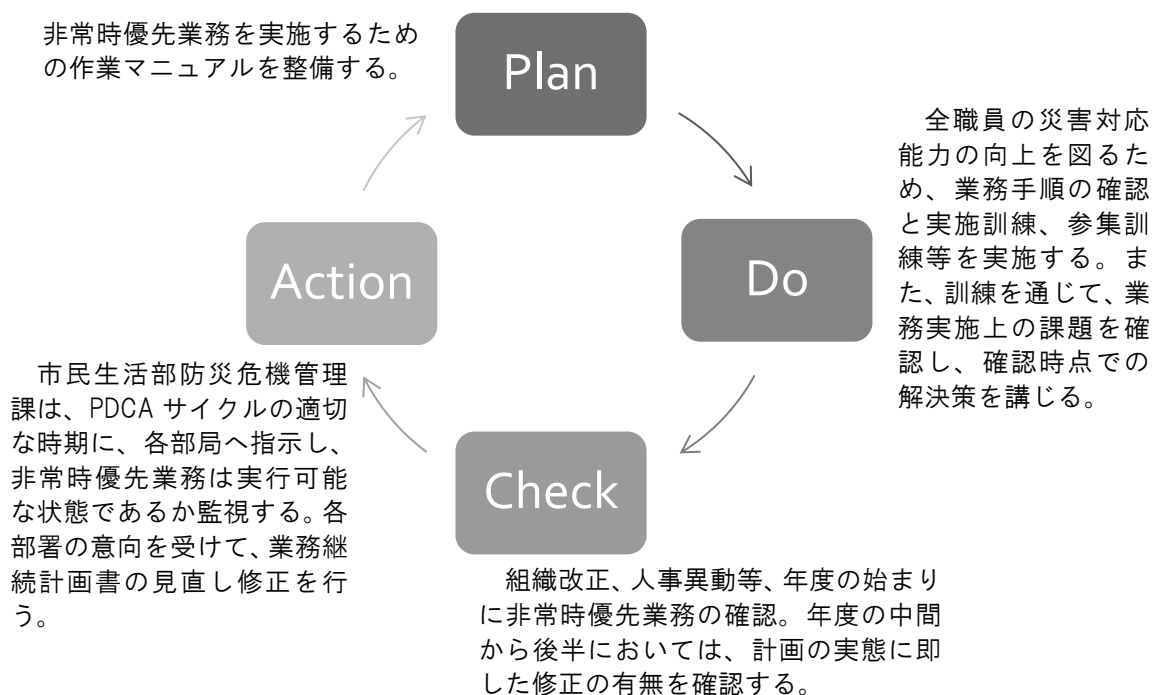 非常時優先業務を実施するため
の作業マニュアルを整備する。
Plan
全職員の災害対応
能力の向上を図るた
め、業務手順の確認
と実施訓練、参集訓
練等を実施する。ま
た、訓練を通じて、業
務実施上の課題を確
認し、確認時点での
解決策を講じる。
Do
Action
市民生活部防災危機管理
課は、PDCA サイクルの適切
な時期に、各部局へ指示し、
非常時優先業務は実行可能
な状態であるか監視する。各
部署の意向を受けて、業務継
続計画書の見直し修正を行
う。
Check
組織改正、人事異動等、年度の始まり
に非常時優先業務の確認。年度の中間
から後半においては、計画の実態に即
した修正の有無を確認する。